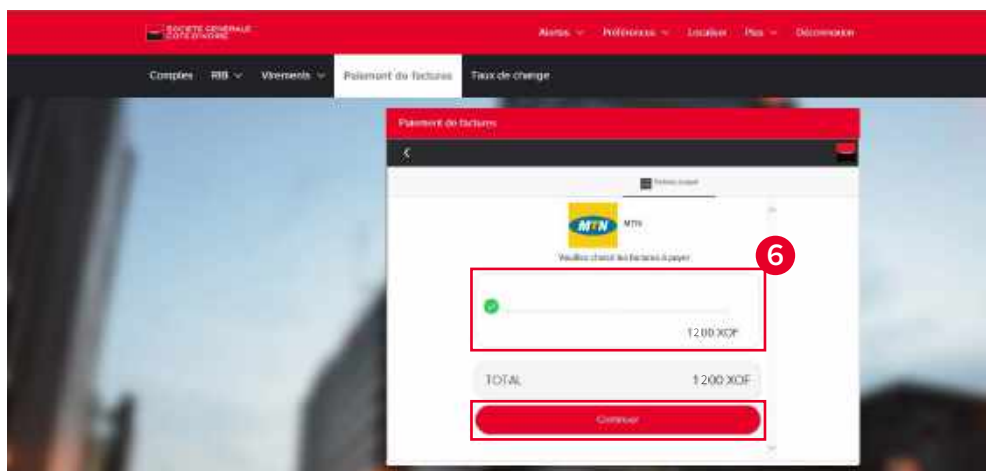 SOCIETE GENERALE
COTE D'IVOIRE
Alertes Préférences Localiser Plus Déconnexion
Comptes RIB Virements Paiement de factures Taux de change
Paiement de factures
MTN MTN
Veuillez choisir les factures à payer
6
1 200 XOF
TOTAL 1 200 XOF
Continuer